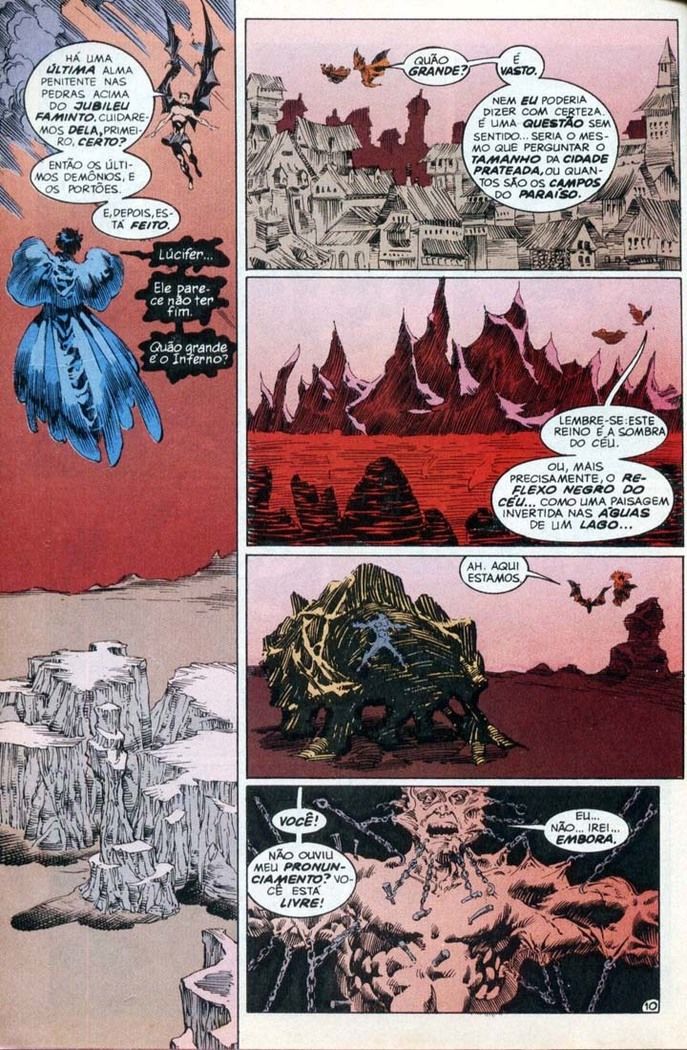 HÁ UMA
ÚLTIMA ALMA
PENITENTE NAS
PEDRAS ACIMA
DO JUBILEU
FAMINTO. CUIDARE-
MOS DELA, PRIMEI-
RO, CERTO?
ENTÃO OS ÚLTI-
MOS DEMÔNIOS, E
OS PORTÕES.
E, DEPOIS, ES-
TÁ FEITO.
Lúcifer...
Ele pare-
ce não ter
fim.
Quão grande
é o Inferno?
QUÃO
GRANDE?
É
VASTO.
NEM EU PODERIA
DIZER COM CERTEZA.
É UMA QUESTÃO SEM
SENTIDO... SERIA O MES-
MO QUE PERGUNTAR O
TAMANHO DA CIDADE
PRATEADA, OU QUAN-
TOS SÃO OS CAMPOS
DO PARAÍSO.
LEMBRE-SE: ESTE
REINO É A SOMBRA
DO CÉU.
OU, MAIS
PRECISAMENTE, O RE-
FLEXO NEGRO DO
CÉU... COMO UMA PAISAGEM
INVERTIDA NAS ÁGUAS
DE UM LAGO...
AH. AQUI
ESTAMOS.
VOCÊ!
NÃO OUVIU
MEU PRONUN-
CIAMENTO? VO-
CÊ ESTÁ
LIVRE!
EU...
NÃO... IREI...
EMBORA.
10